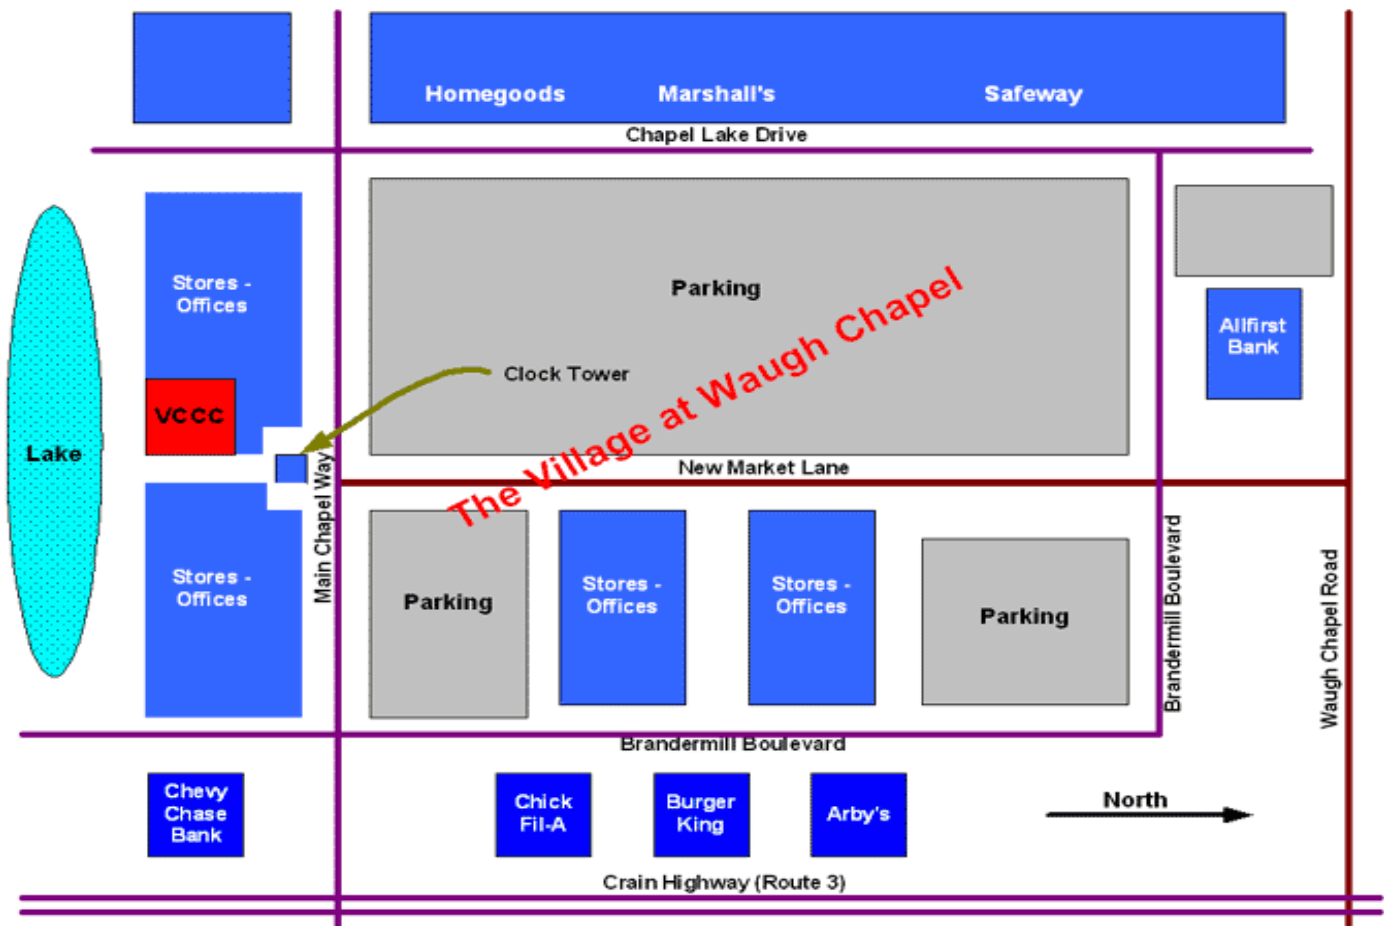 Homegoods
Marshall's
Safeway
Chapel Lake Drive
Stores -
Offices
Parking
Allfirst
Bank
Clock Tower
VCCC
Lake
The Village at Waugh Chapel
New Market Lane
Main Chapel Way
Stores -
Offices
Parking
Stores -
Offices
Stores -
Offices
Parking
Brandermill Boulevard
Waugh Chapel Road
Brandermill Boulevard
Chevy
Chase
Bank
Chick
Fil-A
Burger
King
Arby's
North
Crain Highway (Route 3)